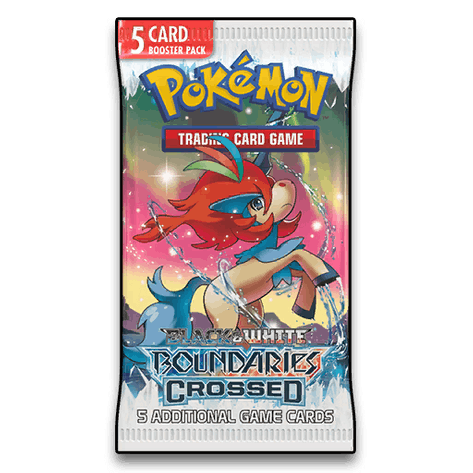 5 CARD
BOOSTER PACK
POKéMON
TRADING CARD GAME
BLACK & WHITE
BOUNDARIES
CROSSED
5 ADDITIONAL GAME CARDS